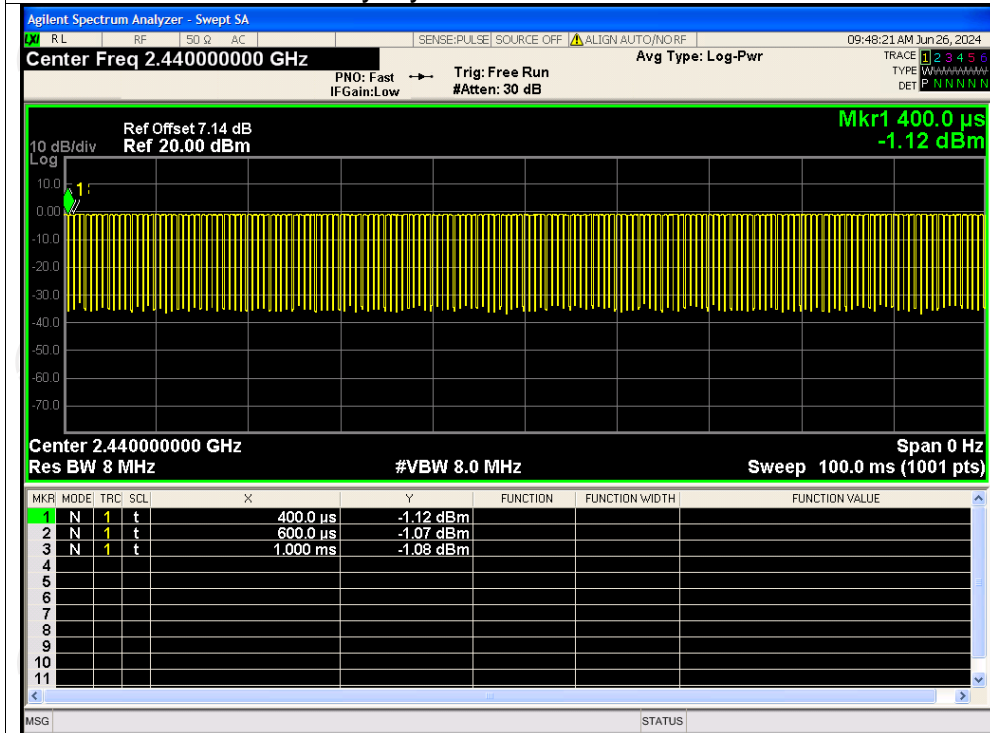 Agilent Spectrum Analyzer - Swept SA
LXI RL RF 50 Ω AC SENSE:PULSE SOURCE OFF ALIGN AUTO/NO RF 09:48:21 AM Jun 26, 2024
Center Freq 2.440000000 GHz Avg Type: Log-Pwr TRACE 1 2 3 4 5 6
PNO: Fast Trig: Free Run TYPE WWWWWW
IFGain:Low #Atten: 30 dB DET P N N N N N
Ref Offset 7.14 dB Mkr1 400.0 µs
10 dB/div Ref 20.00 dBm -1.12 dBm
Log
10.0
1
0.00
-10.0
-20.0
-30.0
-40.0
-50.0
-60.0
-70.0
Center 2.440000000 GHz Span 0 Hz
Res BW 8 MHz #VBW 8.0 MHz Sweep 100.0 ms (1001 pts)
MKR MODE TRC SCL X Y FUNCTION FUNCTION WIDTH FUNCTION VALUE
1 N 1 t 400.0 µs -1.12 dBm
2 N 1 t 600.0 µs -1.07 dBm
3 N 1 t 1.000 ms -1.08 dBm
4
5
6
7
8
9
10
11
MSG STATUS